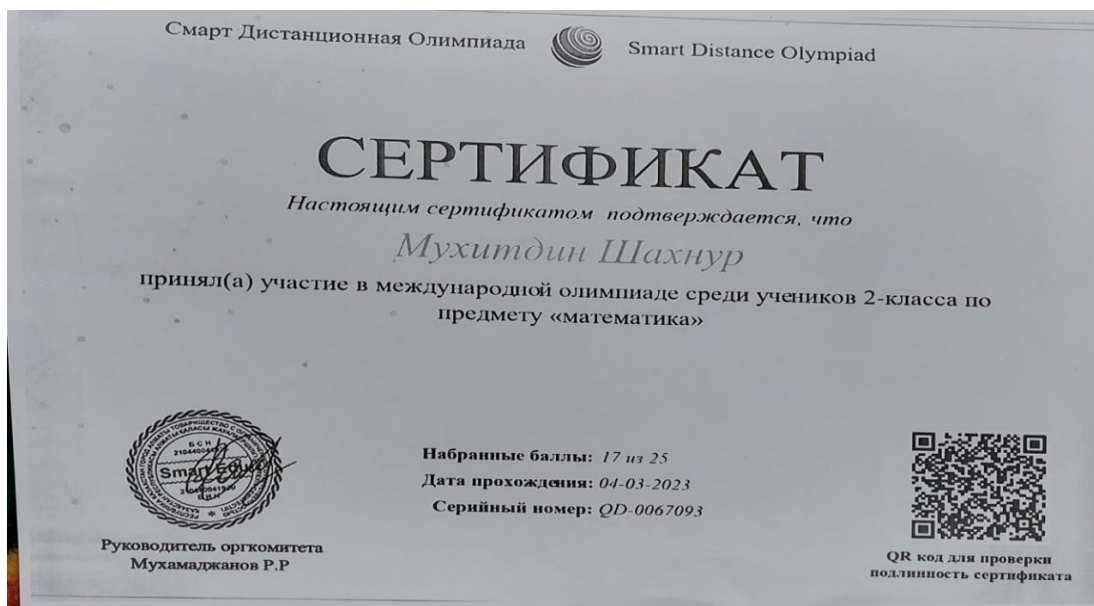 Смарт Дистанционная Олимпиада
Smart Distance Olympiad
СЕРТИФИКАТ
Настоящим сертификатом подтверждается, что
Мухитдин Шахнур
принял(а) участие в международной олимпиаде среди учеников 2-класса по
предмету «математика»
Набранные баллы: 17 из 25
Дата прохождения: 04-03-2023
Серийный номер: QD-0067093
Руководитель оргкомитета
Мухамаджанов Р.Р
QR код для проверки
подлинность сертификата